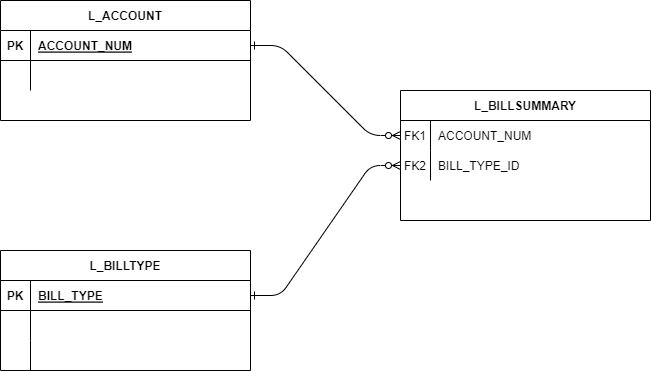 L_ACCOUNT
PK ACCOUNT_NUM
L_BILLSUMMARY
FK1 ACCOUNT_NUM
FK2 BILL_TYPE_ID
L_BILLTYPE
PK BILL_TYPE